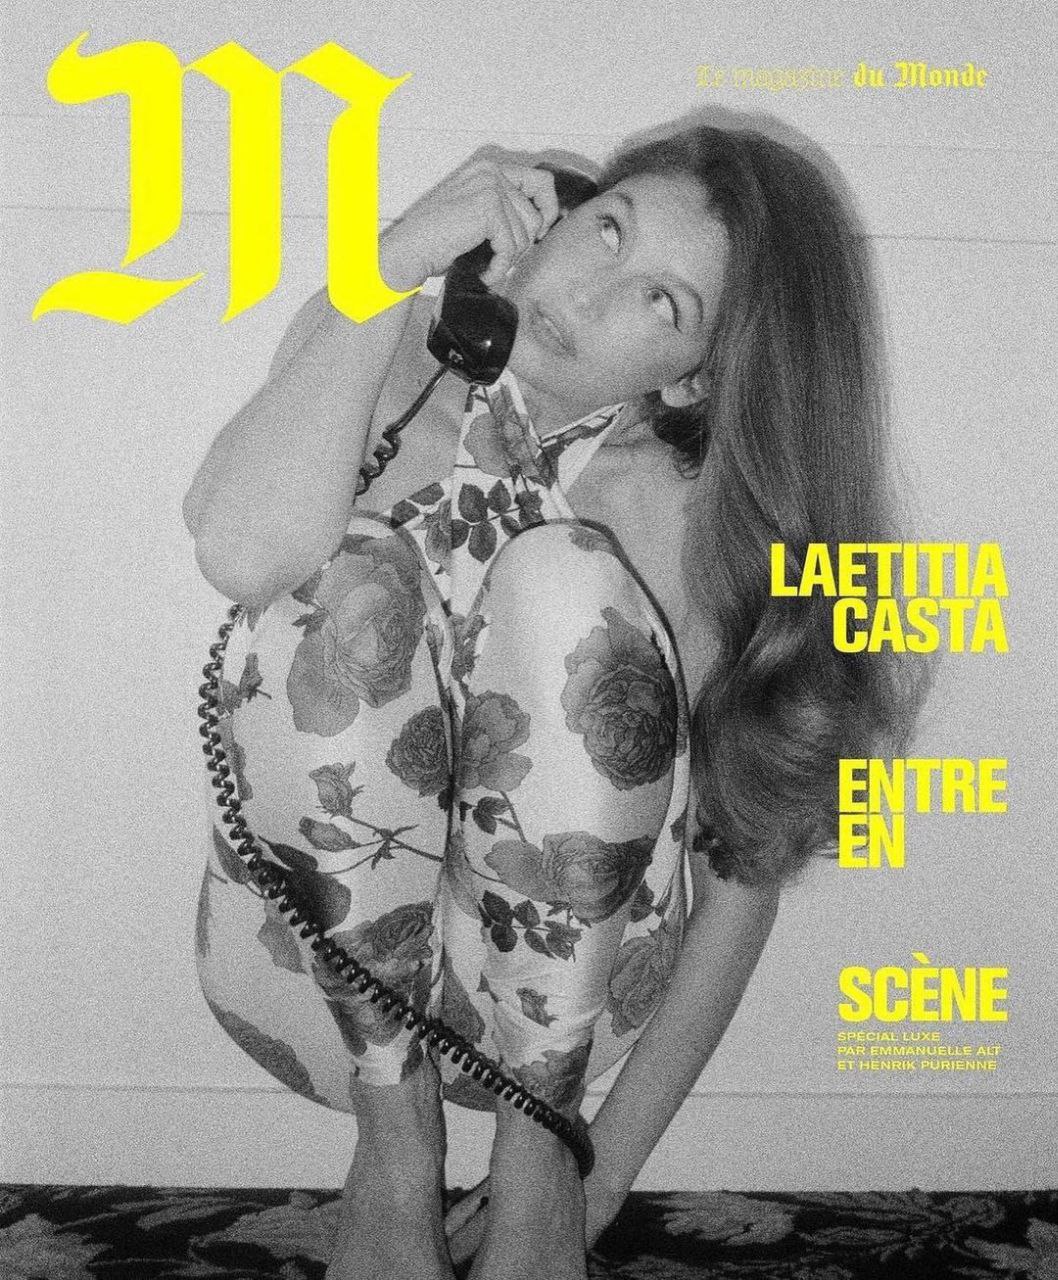 M
Le magazine du Monde
LAETITIA
CASTA
ENTRE
EN
SCÈNE
SPÉCIAL LUXE
PAR EMMANUELLE ALT
ET HENRIK PURIENNE